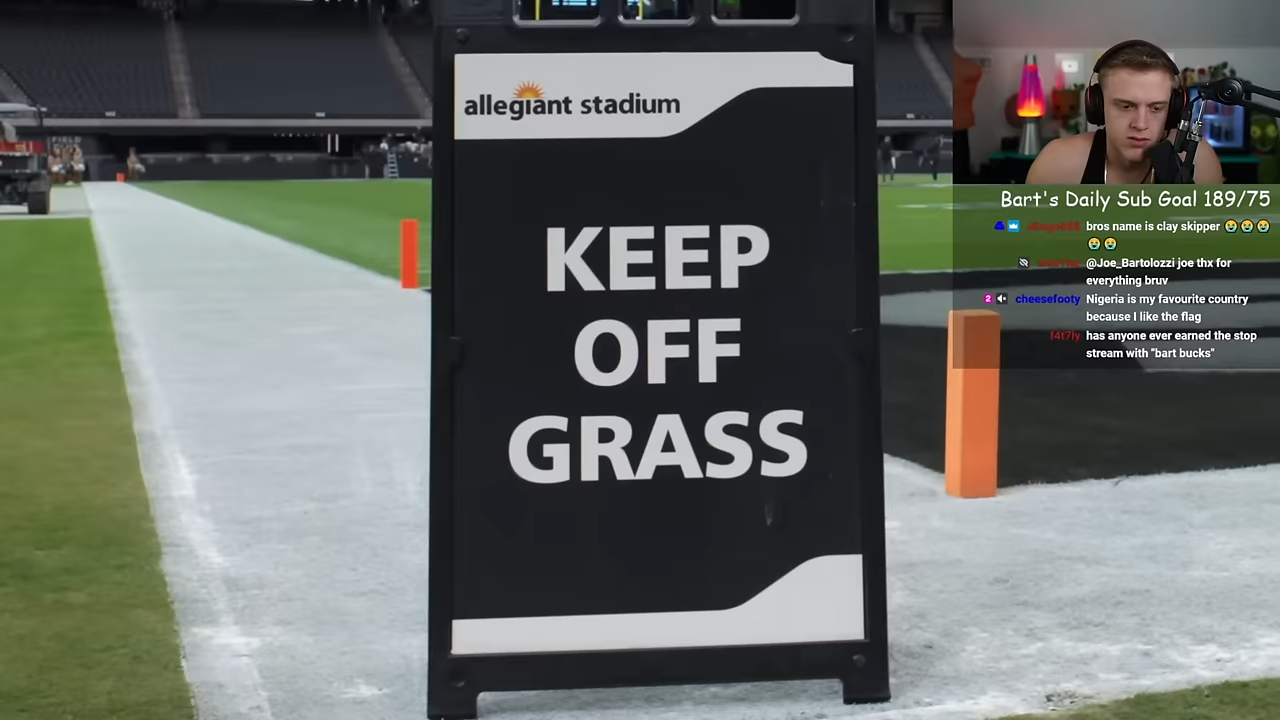 allegiant stadium
KEEP
OFF
GRASS
Bart's Daily Sub Goal 189/75
bros name is clay skipper 😭😭😭
😭😭
@Joe_Bartolozzi joe thx for
everything bruv
2 cheesefooty Nigeria is my favourite country
because I like the flag
f4t7ly has anyone ever earned the stop
stream with "bart bucks"